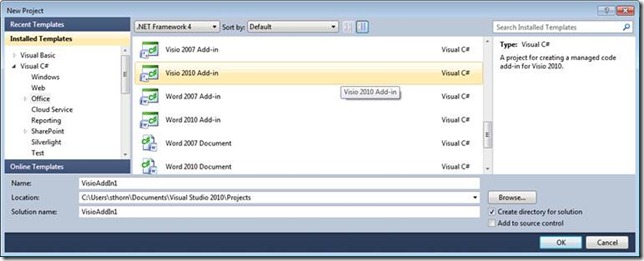 New Project
Recent Templates
.NET Framework 4
Sort by:
Default
Search Installed Templates
Installed Templates
Visual Basic
Visual C#
Windows
Web
Office
Cloud Service
Reporting
SharePoint
Silverlight
Test
Online Templates
Visio 2007 Add-in Visual C#
Visio 2010 Add-in Visual C#
Visio 2010 Add-in
Word 2007 Add-in Visual C#
Word 2010 Add-in Visual C#
Word 2007 Document Visual C#
Word 2010 Document Visual C#
Type: Visual C#
A project for creating a managed code
add-in for Visio 2010.
Name: VisioAddIn1
Location: C:\Users\sthorn\Documents\Visual Studio 2010\Projects
Browse...
Solution name: VisioAddIn1
Create directory for solution
Add to source control
OK
Cancel